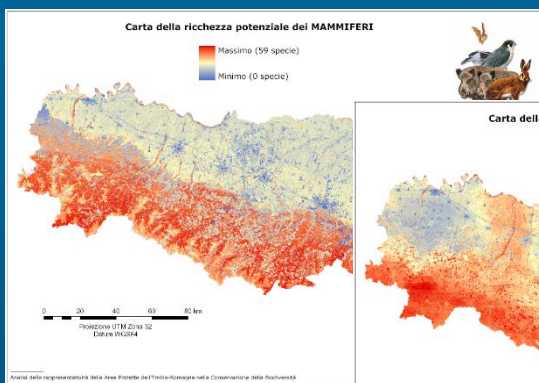 Carta della ricchezza potenziale dei MAMMIFERI
Massimo (59 specie)
Minimo (0 specie)
Carta della
0 20 40 60 80 km
Proiezione UTM Zona 32
Datum WGS84
Analisi della rappresentatività delle Aree Protette dell'Emilia-Romagna nella Conservazione della Biodiversità